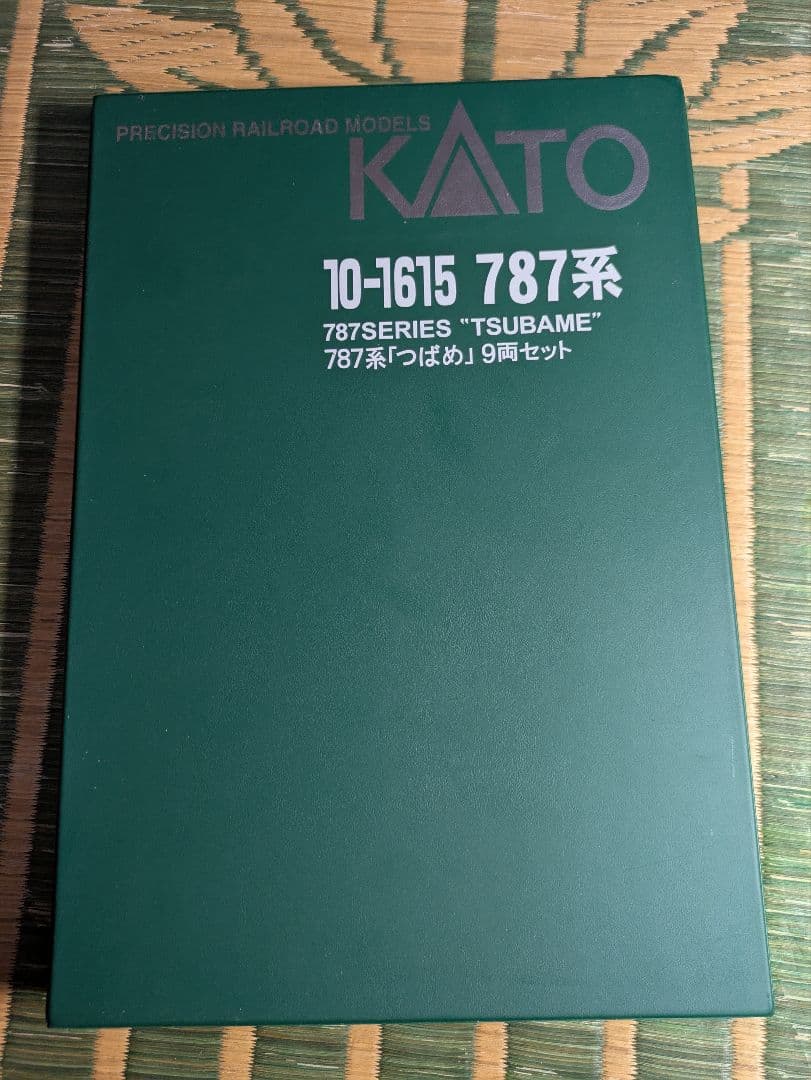 PRECISION RAILROAD MODELS
KATO
10-1615 787系
787SERIES "TSUBAME"
787系「つばめ」 9両セット